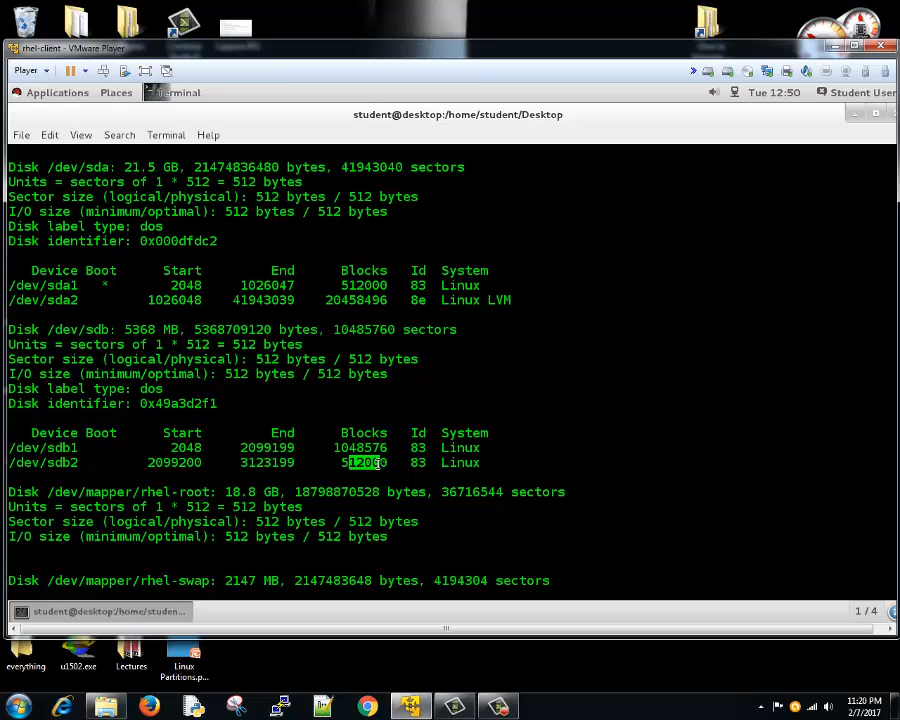 rhel-client - VMware Player
Player
Applications Places Terminal
Tue 12:50 Student User
student@desktop:/home/student/Desktop
File Edit View Search Terminal Help
Disk /dev/sda: 21.5 GB, 21474836480 bytes, 41943040 sectors
Units = sectors of 1 * 512 = 512 bytes
Sector size (logical/physical): 512 bytes / 512 bytes
I/O size (minimum/optimal): 512 bytes / 512 bytes
Disk label type: dos
Disk identifier: 0x000dfdc2
Device Boot Start End Blocks Id System
/dev/sda1 * 2048 1026047 512000 83 Linux
/dev/sda2 1026048 41943039 20458496 8e Linux LVM
Disk /dev/sdb: 5368 MB, 5368709120 bytes, 10485760 sectors
Units = sectors of 1 * 512 = 512 bytes
Sector size (logical/physical): 512 bytes / 512 bytes
I/O size (minimum/optimal): 512 bytes / 512 bytes
Disk label type: dos
Disk identifier: 0x49a3d2f1
Device Boot Start End Blocks Id System
/dev/sdb1 2048 2099199 1048576 83 Linux
/dev/sdb2 2099200 3123199 512000 83 Linux
Disk /dev/mapper/rhel-root: 18.8 GB, 18798870528 bytes, 36716544 sectors
Units = sectors of 1 * 512 = 512 bytes
Sector size (logical/physical): 512 bytes / 512 bytes
I/O size (minimum/optimal): 512 bytes / 512 bytes
Disk /dev/mapper/rhel-swap: 2147 MB, 2147483648 bytes, 4194304 sectors
student@desktop:/home/studen...
1 / 4
everything
u1502.exe
Lectures
Linux
Partitions.p...
11:20 PM
2/7/2017